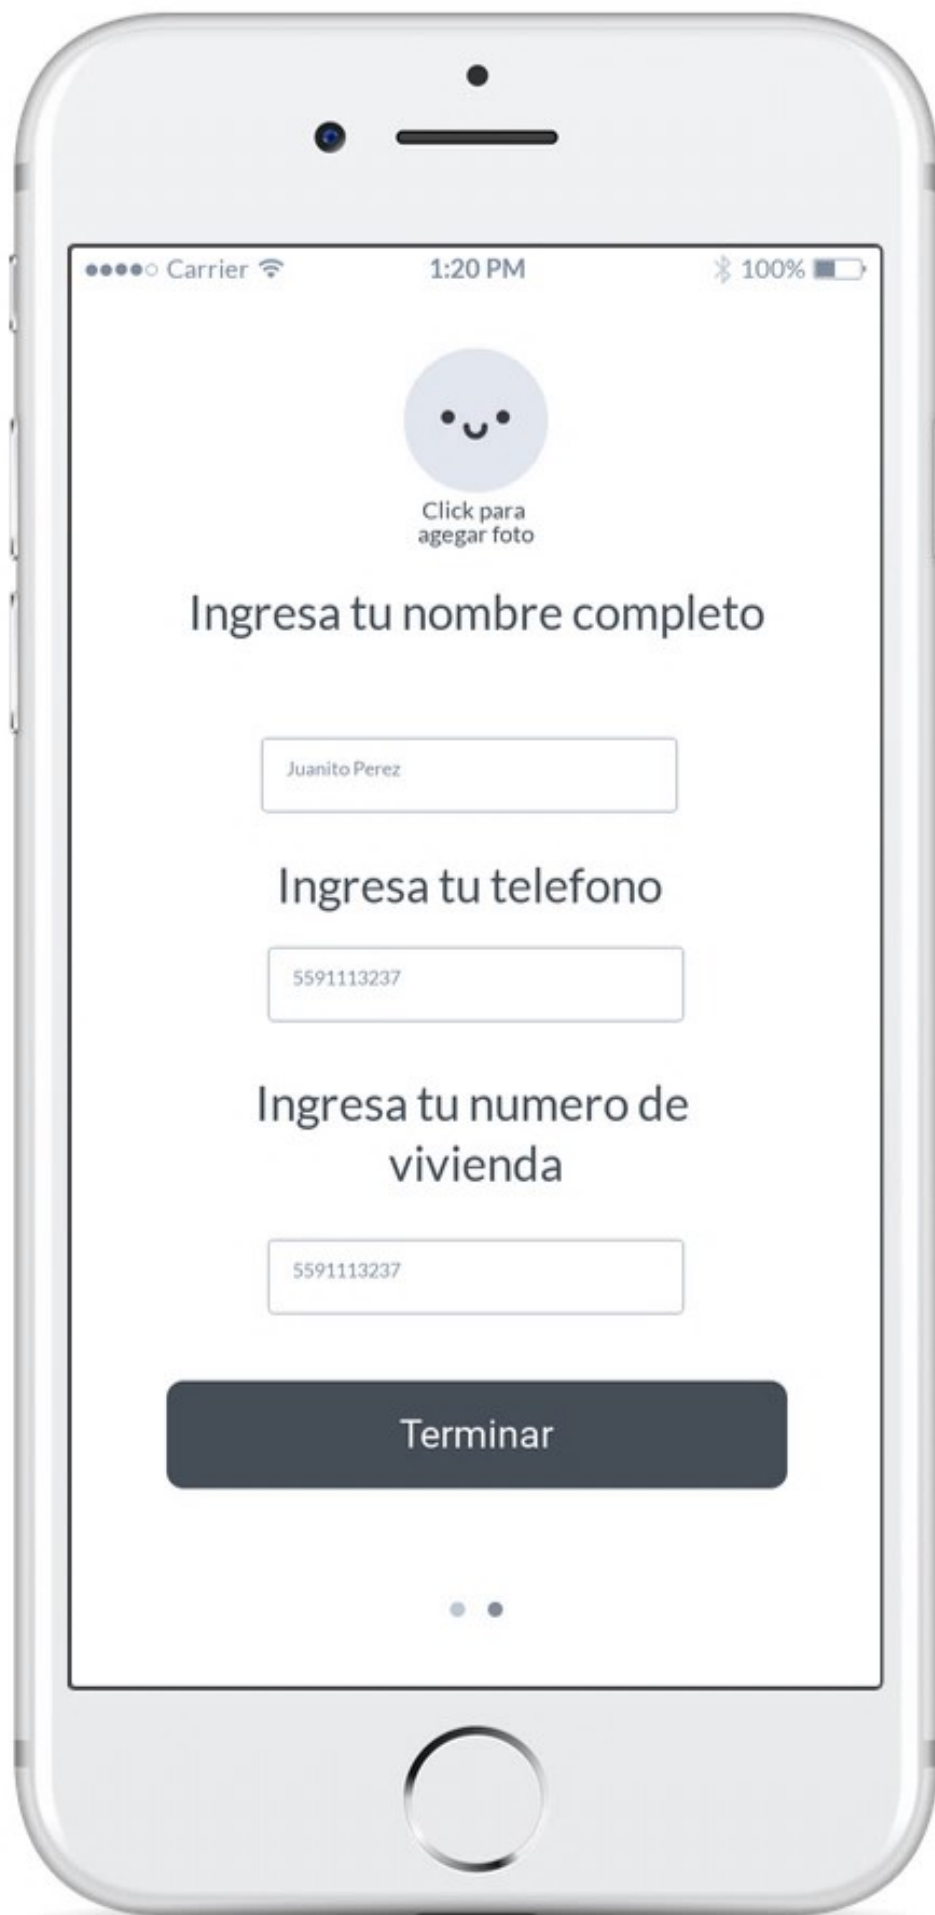 Carrier
1:20 PM
100%
Click para
agegar foto
Ingresa tu nombre completo
Juanito Perez
Ingresa tu telefono
5591113237
Ingresa tu numero de
vivienda
5591113237
Terminar